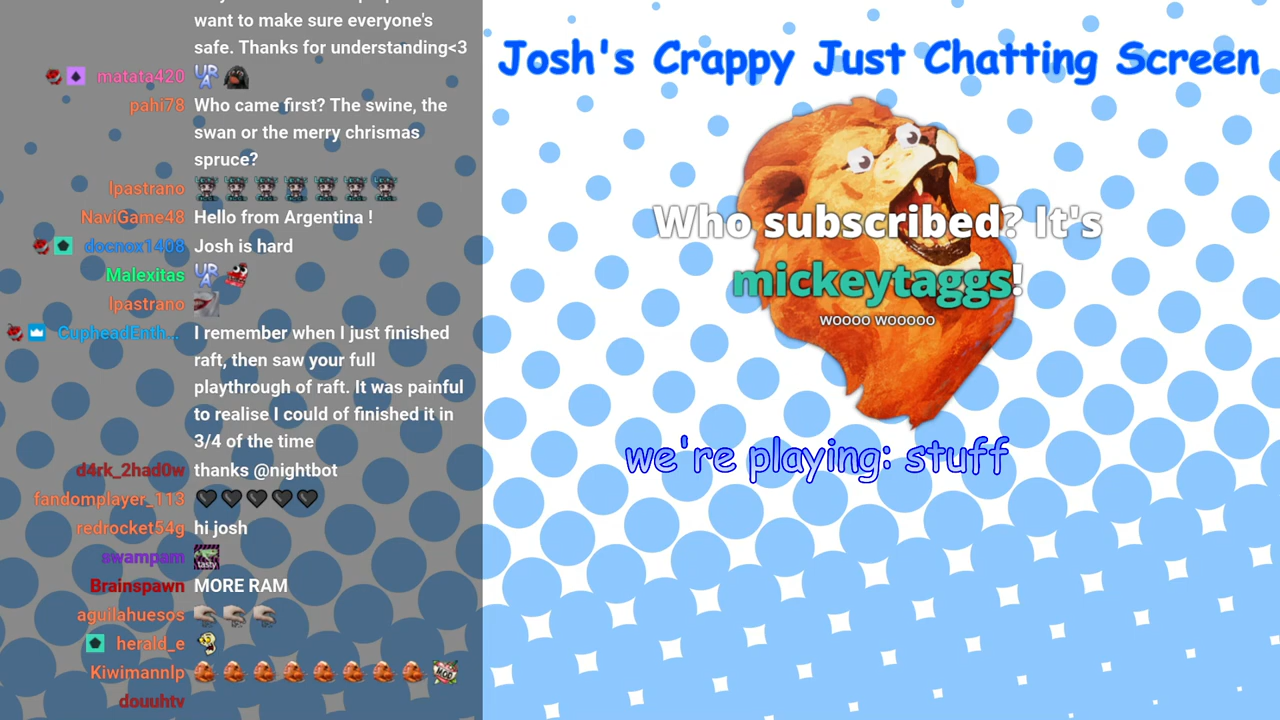 want to make sure everyone's
safe. Thanks for understanding<3
matata420
pahi78 Who came first? The swine, the
swan or the merry chrismas
spruce?
lpastrano
NaviGame48 Hello from Argentina !
docnox1408 Josh is hard
Malexitas
lpastrano
CupheadEnth... I remember when I just finished
raft, then saw your full
playthrough of raft. It was painful
to realise I could of finished it in
3/4 of the time
d4rk_2had0w thanks @nightbot
fandomplayer_113 🖤🖤🖤🖤🖤
redrocket54g hi josh
swampam tasty
Brainspawn MORE RAM
aguilahuesos
herald_e
Kiwimannlp
douuhtv
Josh's Crappy Just Chatting Screen
Who subscribed? It's
mickeytaggs!
woooo wooooo
we're playing: stuff